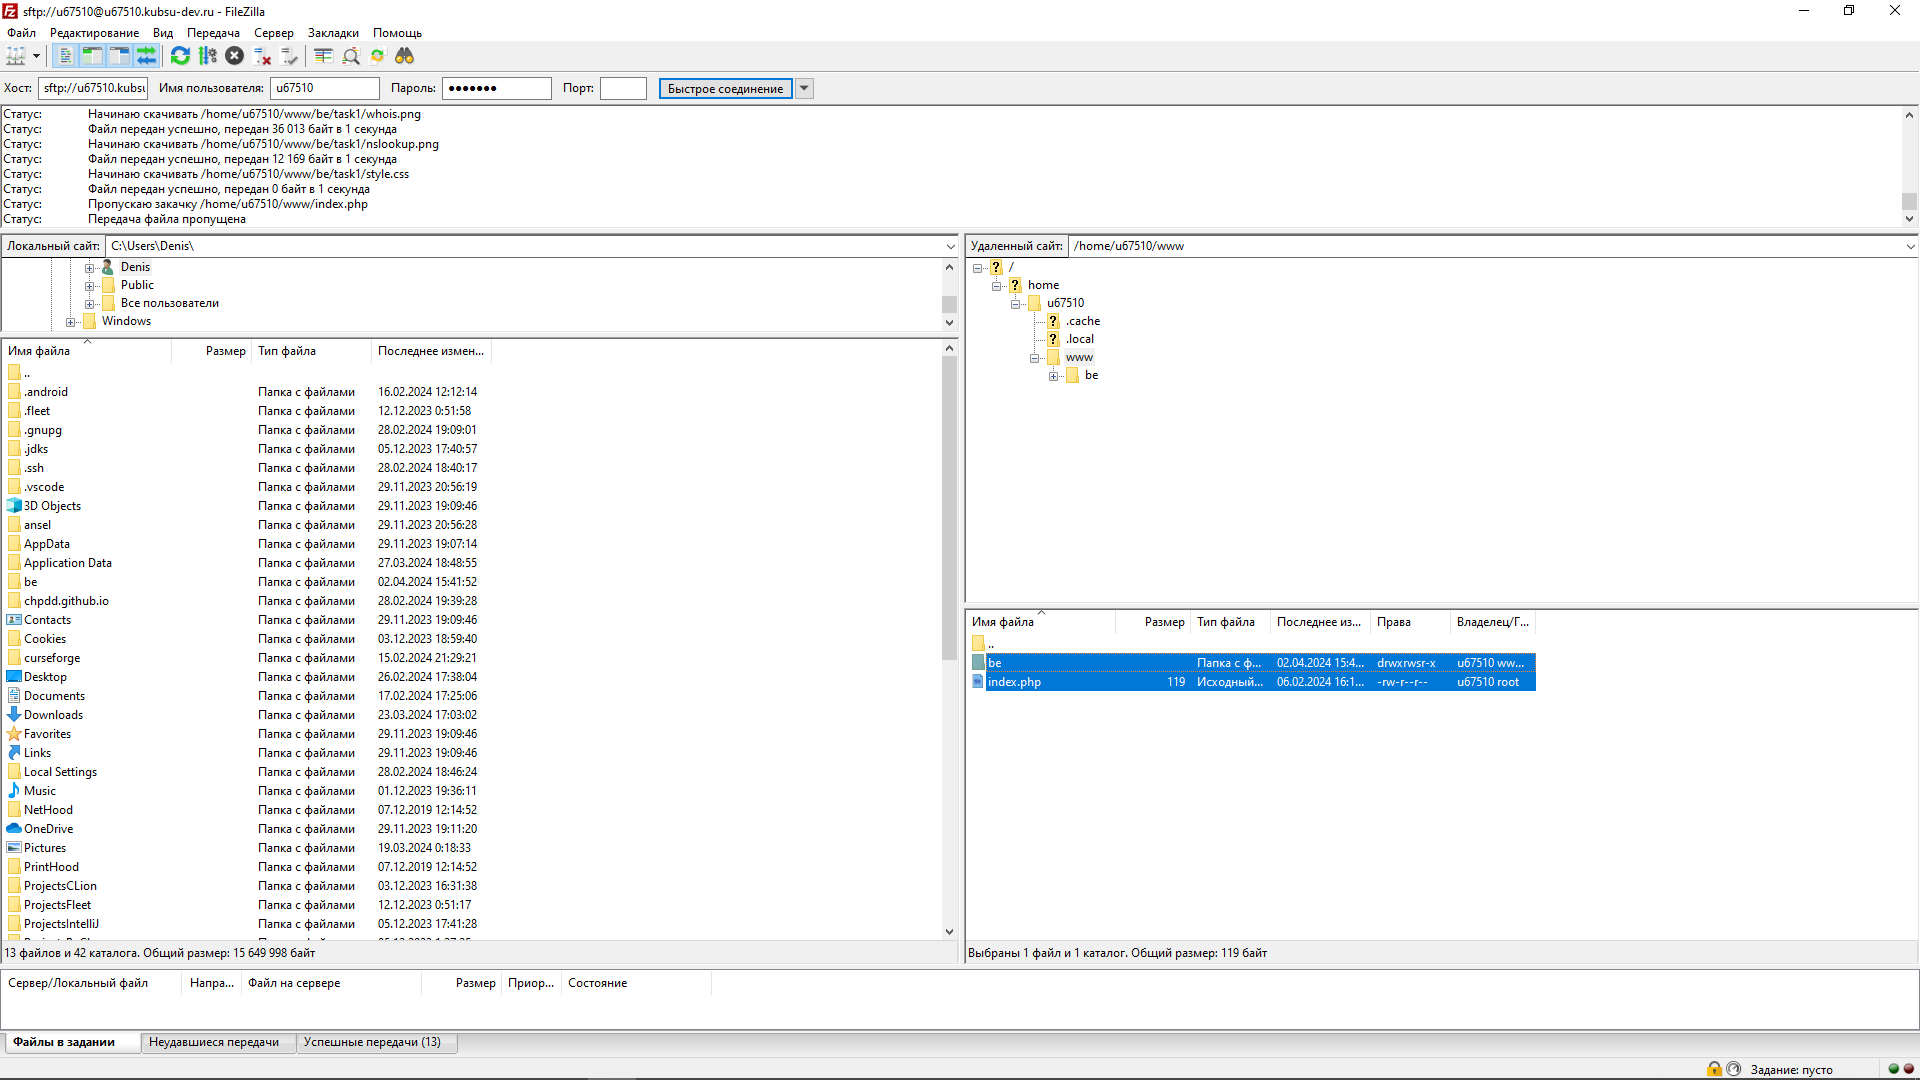 sftp://u67510@u67510.kubsu-dev.ru - FileZilla
Файл Редактирование Вид Передача Сервер Закладки Помощь
Хост: sftp://u67510.kubsu Имя пользователя: u67510 Пароль: ●●●●●●● Порт: Быстрое соединение
Статус: Начинаю скачивать /home/u67510/www/be/task1/whois.png
Статус: Файл передан успешно, передан 36 013 байт в 1 секунда
Статус: Начинаю скачивать /home/u67510/www/be/task1/nslookup.png
Статус: Файл передан успешно, передан 12 169 байт в 1 секунда
Статус: Начинаю скачивать /home/u67510/www/be/task1/style.css
Статус: Файл передан успешно, передан 0 байт в 1 секунда
Статус: Пропускаю закачку /home/u67510/www/index.php
Статус: Передача файла пропущена
Локальный сайт: C:\Users\Denis\
Denis
Public
Все пользователи
Windows
Имя файла Размер Тип файла Последнее измен...
..
.android Папка с файлами 16.02.2024 12:12:14
.fleet Папка с файлами 12.12.2023 0:51:58
.gnupg Папка с файлами 28.02.2024 19:09:01
.jdks Папка с файлами 05.12.2023 17:40:57
.ssh Папка с файлами 28.02.2024 18:40:17
.vscode Папка с файлами 29.11.2023 20:56:19
3D Objects Папка с файлами 29.11.2023 19:09:46
ansel Папка с файлами 29.11.2023 20:56:28
AppData Папка с файлами 29.11.2023 19:07:14
Application Data Папка с файлами 27.03.2024 18:48:55
be Папка с файлами 02.04.2024 15:41:52
chpdd.github.io Папка с файлами 28.02.2024 19:39:28
Contacts Папка с файлами 29.11.2023 19:09:46
Cookies Папка с файлами 03.12.2023 18:59:40
curseforge Папка с файлами 15.02.2024 21:29:21
Desktop Папка с файлами 26.02.2024 17:38:04
Documents Папка с файлами 17.02.2024 17:25:06
Downloads Папка с файлами 23.03.2024 17:03:02
Favorites Папка с файлами 29.11.2023 19:09:46
Links Папка с файлами 29.11.2023 19:09:46
Local Settings Папка с файлами 28.02.2024 18:46:24
Music Папка с файлами 01.12.2023 19:36:11
NetHood Папка с файлами 07.12.2019 12:14:52
OneDrive Папка с файлами 29.11.2023 19:11:20
Pictures Папка с файлами 19.03.2024 0:18:33
PrintHood Папка с файлами 07.12.2019 12:14:52
ProjectsCLion Папка с файлами 03.12.2023 16:31:38
ProjectsFleet Папка с файлами 12.12.2023 0:51:17
ProjectsIntelliJ Папка с файлами 05.12.2023 17:41:28
13 файлов и 42 каталога. Общий размер: 15 649 998 байт
Удаленный сайт: /home/u67510/www
/
home
u67510
.cache
.local
www
be
Имя файла Размер Тип файла Последнее из... Права Владелец/Г...
..
be Папка с ф... 02.04.2024 15:4... drwxrwsr-x u67510 ww...
index.php 119 Исходный... 06.02.2024 16:1... -rw-r--r-- u67510 root
Выбраны 1 файл и 1 каталог. Общий размер: 119 байт
Сервер/Локальный файл Напра... Файл на сервере Размер Приор... Состояние
Файлы в задании Неудавшиеся передачи Успешные передачи (13)
Задание: пусто